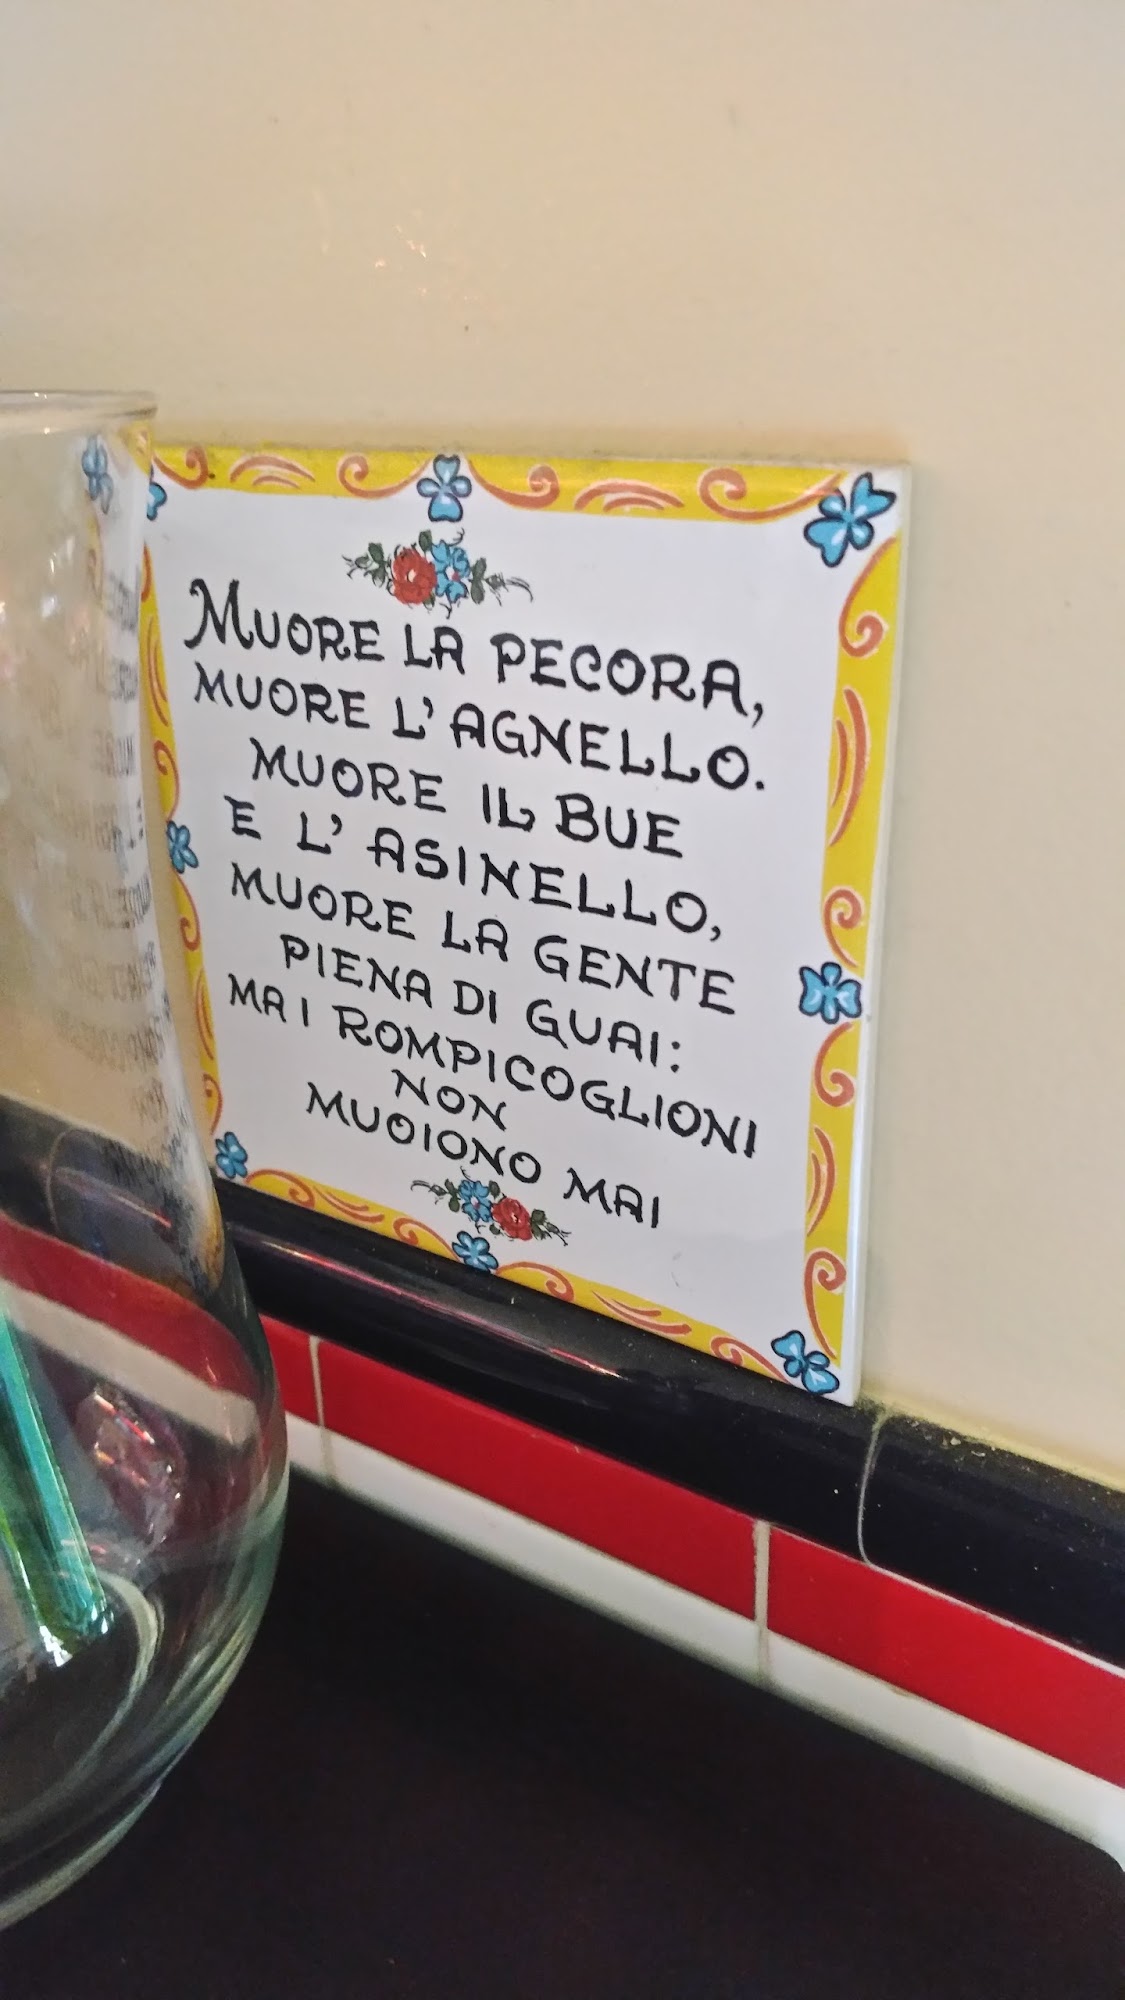 MUORE LA PECORA,
MUORE L'AGNELLO.
MUORE IL BUE
E L'ASINELLO,
MUORE LA GENTE
PIENA DI GUAI:
MA I ROMPICOGLIONI
NON
MUOIONO MAI